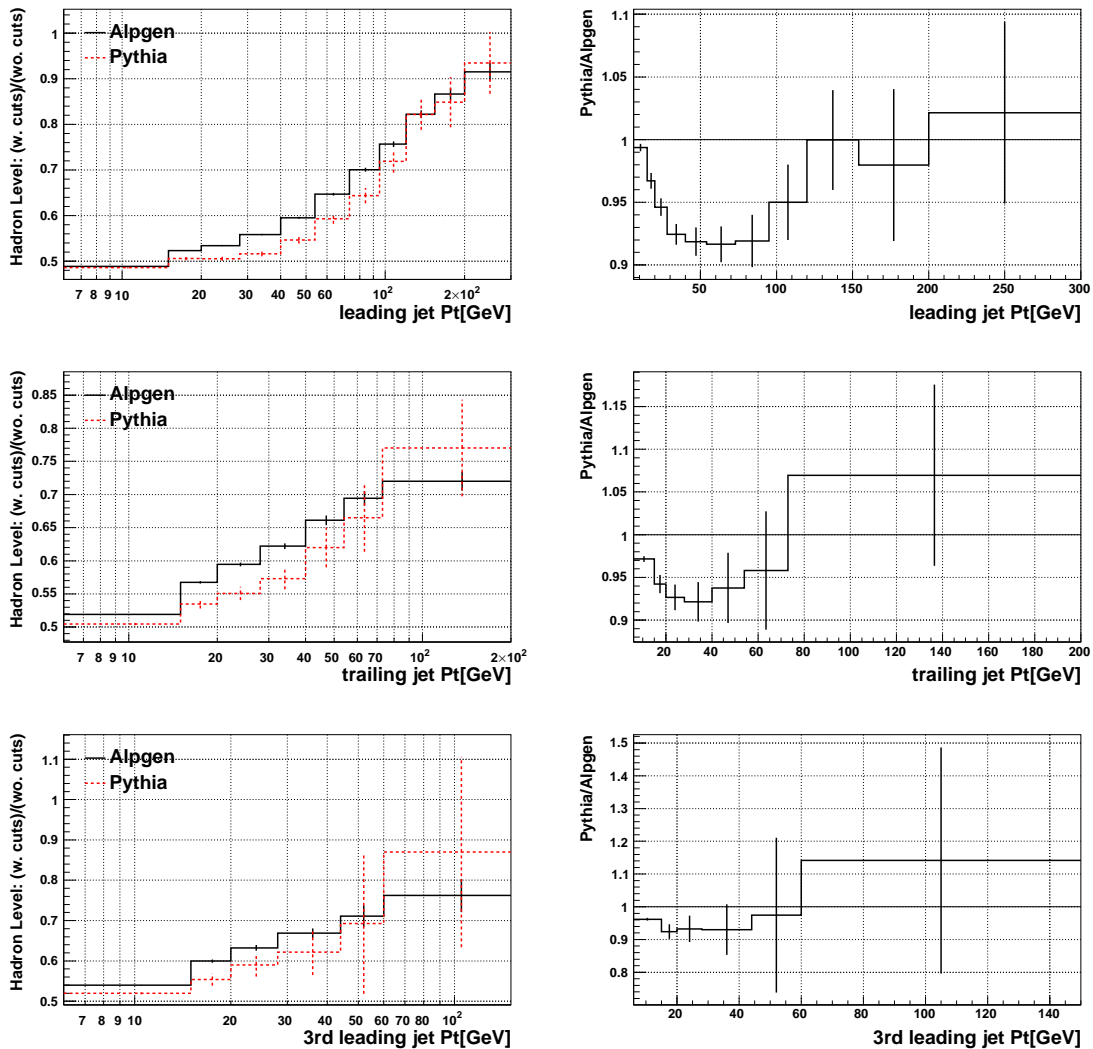 Hadron Level: (w. cuts)/(wo. cuts)
1
0.9
0.8
0.7
0.6
0.5
Alpgen
Pythia
7 8 9 10 20 30 40 50 60 10² 2×10²
leading jet Pt[GeV]
Pythia/Alpgen
1.1
1.05
1
0.95
0.9
50 100 150 200 250 300
leading jet Pt[GeV]
Hadron Level: (w. cuts)/(wo. cuts)
0.85
0.8
0.75
0.7
0.65
0.6
0.55
0.5
Alpgen
Pythia
7 8 9 10 20 30 40 50 60 70 10² 2×10²
trailing jet Pt[GeV]
Pythia/Alpgen
1.15
1.1
1.05
1
0.95
0.9
20 40 60 80 100 120 140 160 180 200
trailing jet Pt[GeV]
Hadron Level: (w. cuts)/(wo. cuts)
1.1
1
0.9
0.8
0.7
0.6
0.5
Alpgen
Pythia
7 8 9 10 20 30 40 50 60 70 10²
3rd leading jet Pt[GeV]
Pythia/Alpgen
1.5
1.4
1.3
1.2
1.1
1
0.9
0.8
20 40 60 80 100 120 140
3rd leading jet Pt[GeV]